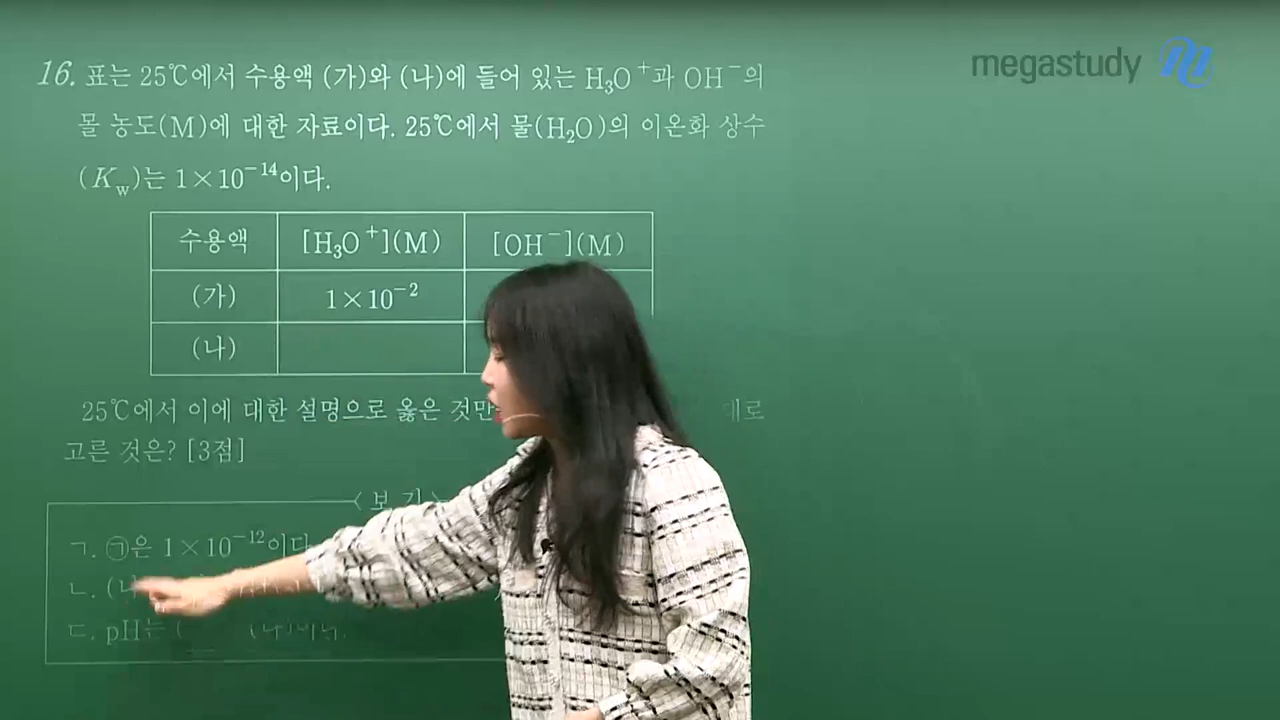 megastudy
16. 표는 25℃에서 수용액 (가)와 (나)에 들어 있는 H₃O⁺과 OH⁻의
몰 농도(M)에 대한 자료이다. 25℃에서 물(H₂O)의 이온화 상수
(K_w)는 1×10⁻¹⁴이다.
수용액 [H₃O⁺](M) [OH⁻](M)
(가) 1×10⁻²
(나)
25℃에서 이에 대한 설명으로 옳은 것만 대로
고른 것은? [3점]
<보 기>
ㄱ. ㉠은 1×10⁻¹²이다
ㄴ.
ㄷ. pH는